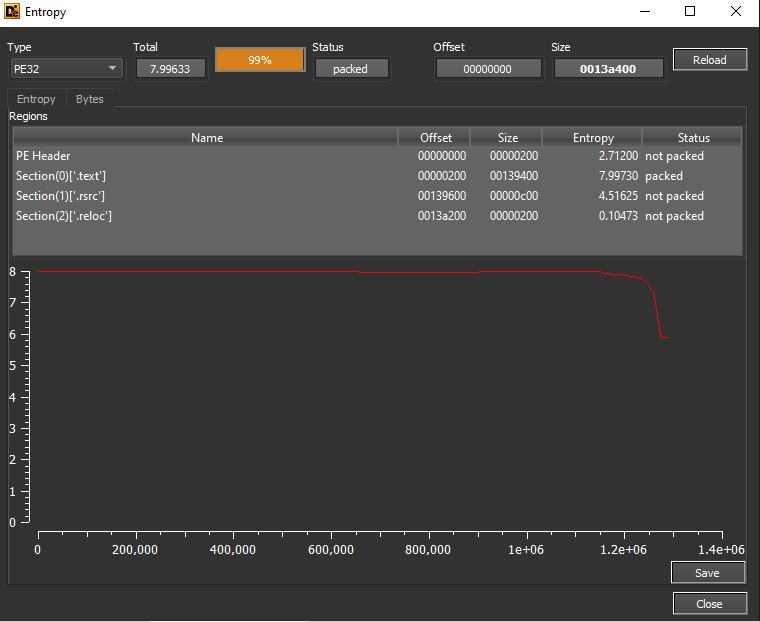 Entropy
Type Total Status Offset Size
PE32 7.99633 99% packed 00000000 0013a400 Reload
Entropy Bytes
Regions
Name Offset Size Entropy Status
PE Header 00000000 00000200 2.71200 not packed
Section(0)['.text'] 00000200 00139400 7.99730 packed
Section(1)['.rsrc'] 00139600 00000c00 4.51625 not packed
Section(2)['.reloc'] 0013a200 00000200 0.10473 not packed
8
7
6
5
4
3
2
1
0
0 200,000 400,000 600,000 800,000 1e+06 1.2e+06 1.4e+06
Save
Close